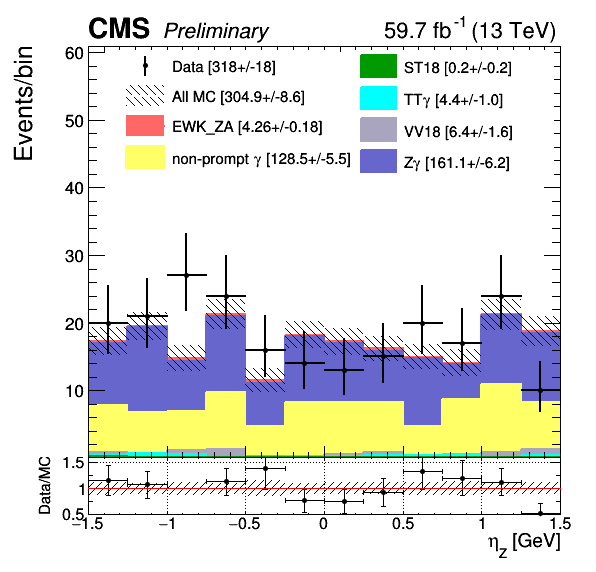 CMS Preliminary 59.7 fb⁻¹ (13 TeV)
Events/bin
60
50
40
30
20
10
Data [318+/-18]
All MC [304.9+/-8.6]
EWK_ZA [4.26+/-0.18]
non-prompt γ [128.5+/-5.5]
ST18 [0.2+/-0.2]
TTγ [4.4+/-1.0]
VV18 [6.4+/-1.6]
Zγ [161.1+/-6.2]
Data/MC
1.5
1
0.5
−1.5 −1 −0.5 0 0.5 1 1.5
η_Z [GeV]